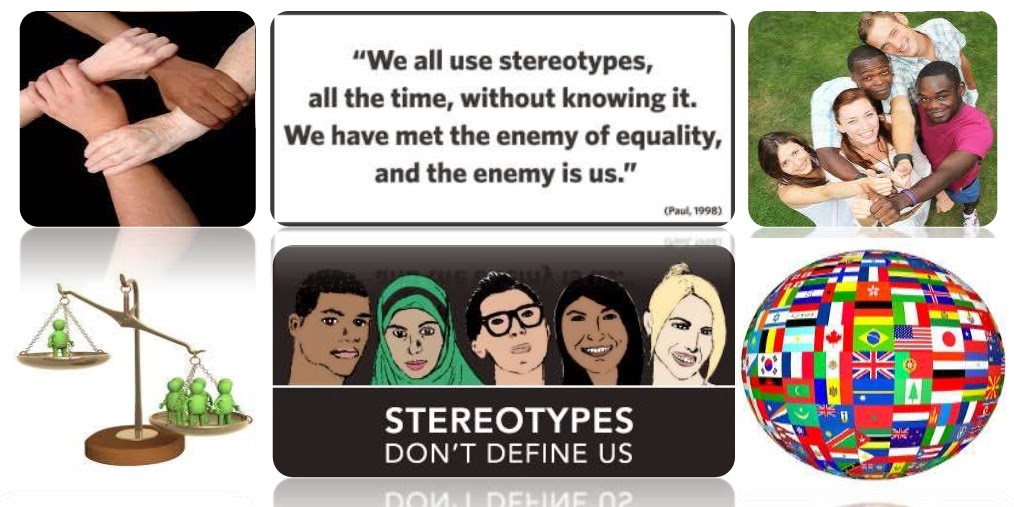 “We all use stereotypes,
all the time, without knowing it.
We have met the enemy of equality,
and the enemy is us.”
(Paul, 1998)
STEREOTYPES
DON'T DEFINE US